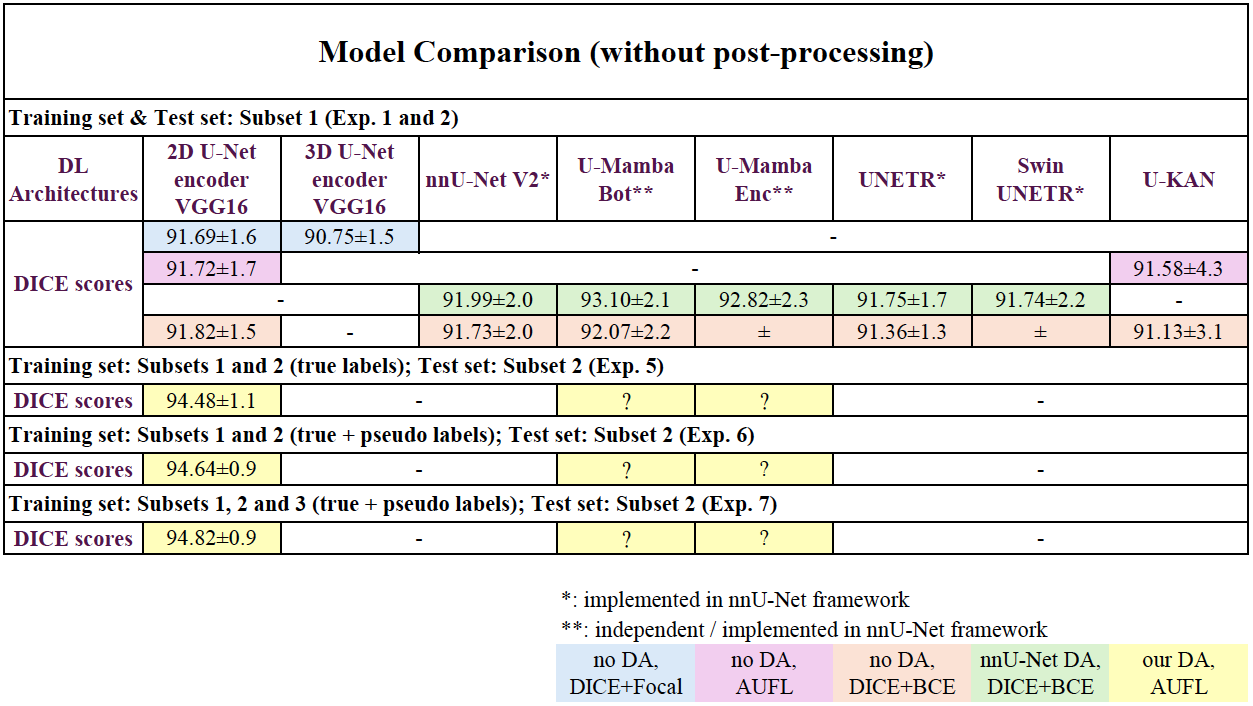 Model Comparison (without post-processing)
Training set & Test set: Subset 1 (Exp. 1 and 2)
DL Architectures 2D U-Net encoder VGG16 3D U-Net encoder VGG16 nnU-Net V2* U-Mamba Bot** U-Mamba Enc** UNETR* Swin UNETR* U-KAN
DICE scores 91.69±1.6 90.75±1.5 -
91.72±1.7 - 91.58±4.3
- 91.99±2.0 93.10±2.1 92.82±2.3 91.75±1.7 91.74±2.2 -
91.82±1.5 - 91.73±2.0 92.07±2.2 ± 91.36±1.3 ± 91.13±3.1
Training set: Subsets 1 and 2 (true labels); Test set: Subset 2 (Exp. 5)
DICE scores 94.48±1.1 - ? ? -
Training set: Subsets 1 and 2 (true + pseudo labels); Test set: Subset 2 (Exp. 6)
DICE scores 94.64±0.9 - ? ? -
Training set: Subsets 1, 2 and 3 (true + pseudo labels); Test set: Subset 2 (Exp. 7)
DICE scores 94.82±0.9 - ? ? -
*: implemented in nnU-Net framework
**: independent / implemented in nnU-Net framework
no DA, DICE+Focal no DA, AUFL no DA, DICE+BCE nnU-Net DA, DICE+BCE our DA, AUFL